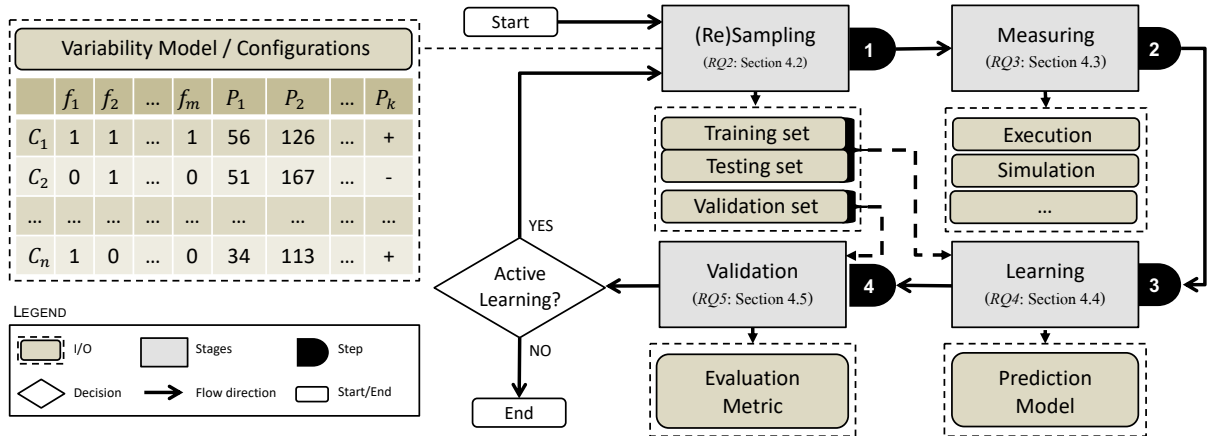 Variability Model / Configurations
f1 f2 ... fm P1 P2 ... Pk
C1 1 1 ... 1 56 126 ... +
C2 0 1 ... 0 51 167 ... -
... ... ... ... ... ... ... ... ...
Cn 1 0 ... 0 34 113 ... +
LEGEND
I/O
Stages
Step
Decision
Flow direction
Start/End
Start
(Re)Sampling
(RQ2: Section 4.2)
1
Measuring
(RQ3: Section 4.3)
2
Training set
Testing set
Validation set
Execution
Simulation
...
Learning
(RQ4: Section 4.4)
3
Validation
(RQ5: Section 4.5)
4
Prediction
Model
Evaluation
Metric
Active
Learning?
YES
NO
End